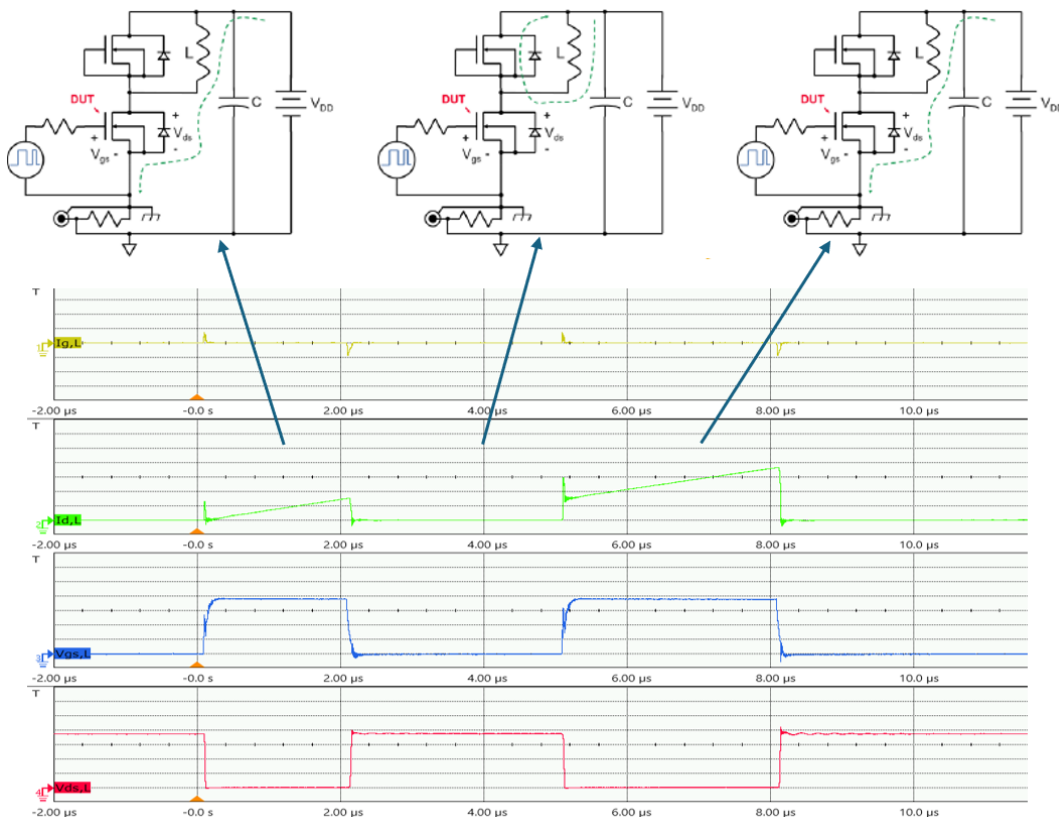 L
C
VDD
DUT
+
Vds
-
+
Vgs -
L
C
VDD
DUT
+
Vds
-
+
Vgs -
L
C
VDD
DUT
+
Vds
-
+
Vgs -
T
1 Ig,L
-2.00 µs -0.0 s 2.00 µs 4.00 µs 6.00 µs 8.00 µs 10.0 µs
T
2 Id,L
-2.00 µs -0.0 s 2.00 µs 4.00 µs 6.00 µs 8.00 µs 10.0 µs
T
3 Vgs,L
-2.00 µs -0.0 s 2.00 µs 4.00 µs 6.00 µs 8.00 µs 10.0 µs
T
4 Vds,L
-2.00 µs -0.0 s 2.00 µs 4.00 µs 6.00 µs 8.00 µs 10.0 µs